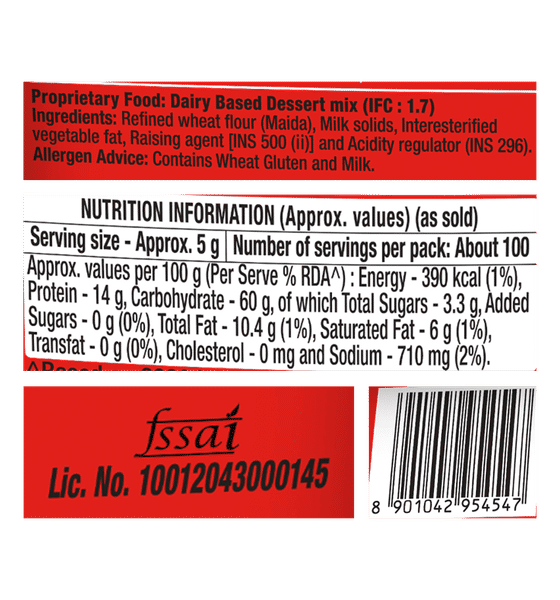 Proprietary Food: Dairy Based Dessert mix (IFC : 1.7)
Ingredients: Refined wheat flour (Maida), Milk solids, Interesterified
vegetable fat, Raising agent [INS 500 (ii)] and Acidity regulator (INS 296).
Allergen Advice: Contains Wheat Gluten and Milk.
NUTRITION INFORMATION (Approx. values) (as sold)
Serving size - Approx. 5 g | Number of servings per pack: About 100
Approx. values per 100 g (Per Serve % RDA^) : Energy - 390 kcal (1%),
Protein - 14 g, Carbohydrate - 60 g, of which Total Sugars - 3.3 g, Added
Sugars - 0 g (0%), Total Fat - 10.4 g (1%), Saturated Fat - 6 g (1%),
Transfat - 0 g (0%), Cholesterol - 0 mg and Sodium - 710 mg (2%).
fssai
Lic. No. 10012043000145
8 901042 954547